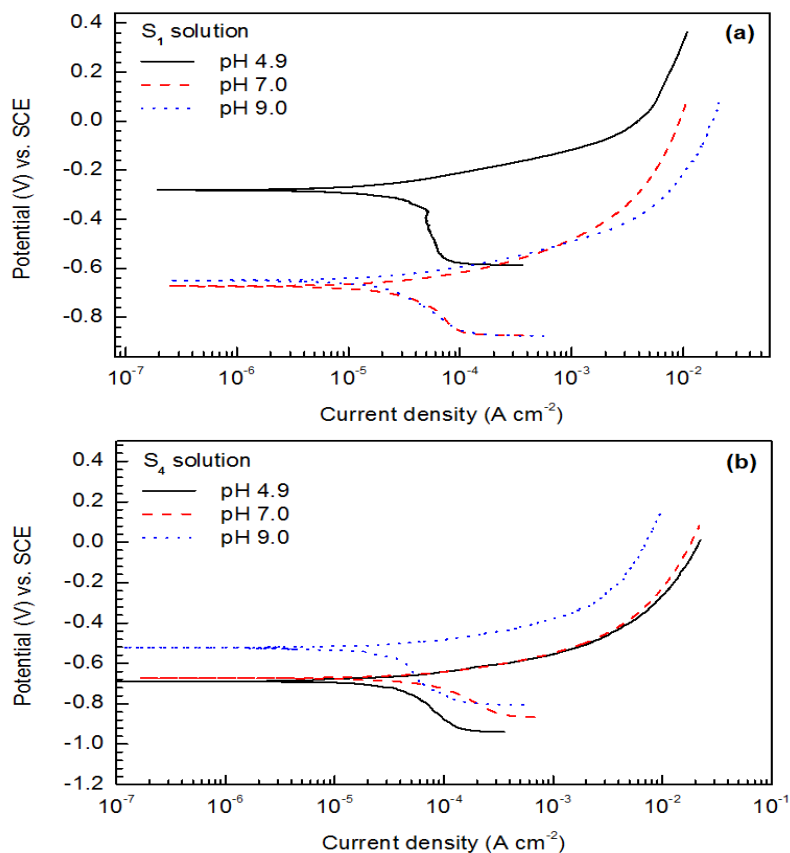 (a)
S1 solution
pH 4.9
pH 7.0
pH 9.0
0.4
0.2
0.0
-0.2
-0.4
-0.6
-0.8
Potential (V) vs. SCE
10^-7
10^-6
10^-5
10^-4
10^-3
10^-2
Current density (A cm^-2)
(b)
S4 solution
pH 4.9
pH 7.0
pH 9.0
0.4
0.2
0.0
-0.2
-0.4
-0.6
-0.8
-1.0
-1.2
Potential (V) vs. SCE
10^-7
10^-6
10^-5
10^-4
10^-3
10^-2
10^-1
Current density (A cm^-2)